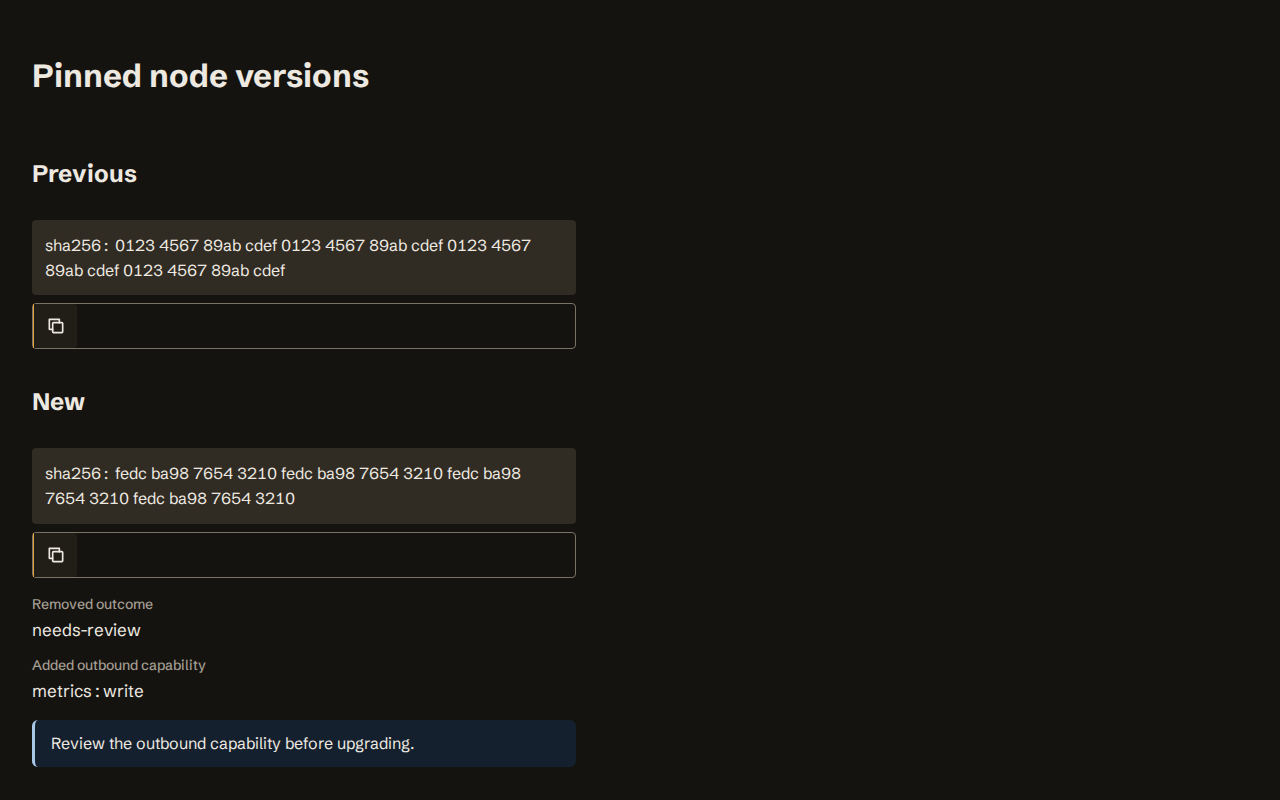 Pinned node versions
Previous
sha256: 0123 4567 89ab cdef 0123 4567 89ab cdef 0123 4567
89ab cdef 0123 4567 89ab cdef
New
sha256: fedc ba98 7654 3210 fedc ba98 7654 3210 fedc ba98
7654 3210 fedc ba98 7654 3210
Removed outcome
needs-review
Added outbound capability
metrics:write
Review the outbound capability before upgrading.